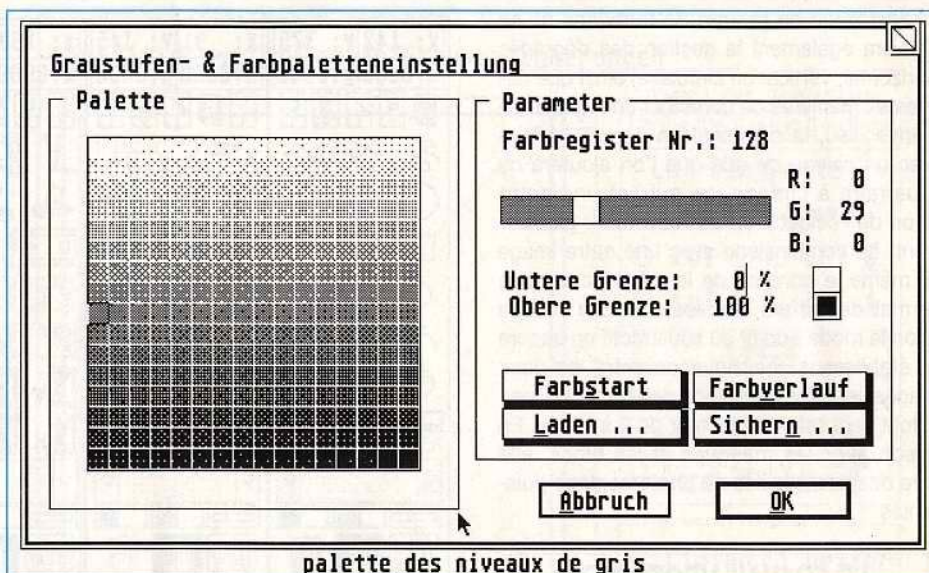 Graustufen- & Farbpaletteneinstellung
Palette
Parameter
Farbregister Nr.: 128
R: 0
G: 29
B: 0
Untere Grenze: 0 %
Obere Grenze: 100 %
Farbstart
Farbverlauf
Laden ...
Sichern ...
Abbruch
OK
palette des niveaux de gris